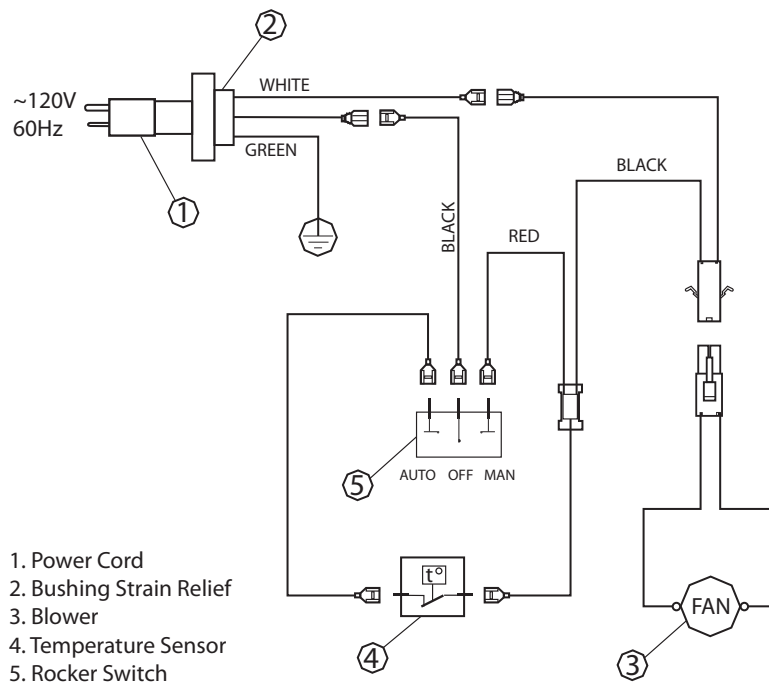 2
WHITE
~120V
60Hz
GREEN
1
BLACK
BLACK
RED
5
AUTO OFF MAN
t°
4
FAN
3
1. Power Cord
2. Bushing Strain Relief
3. Blower
4. Temperature Sensor
5. Rocker Switch